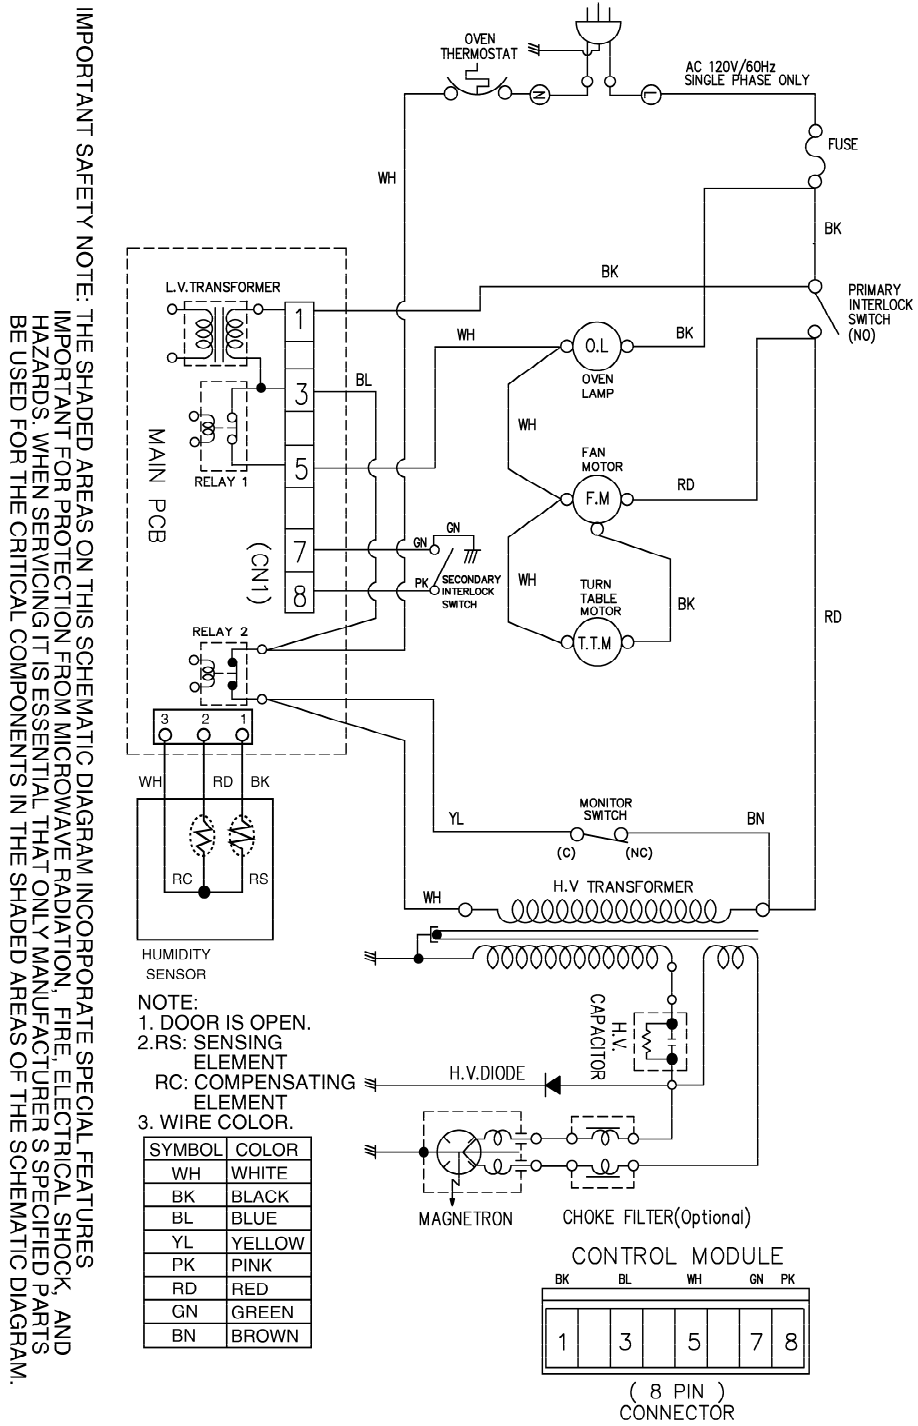 IMPORTANT SAFETY NOTE: THE SHADED AREAS ON THIS SCHEMATIC DIAGRAM INCORPORATE SPECIAL FEATURES
IMPORTANT FOR PROTECTION FROM MICROWAVE RADIATION, FIRE, ELECTRICAL SHOCK, AND
HAZARDS. WHEN SERVICING IT IS ESSENTIAL THAT ONLY MANUFACTURER S SPECIFIED PARTS
BE USED FOR THE CRITICAL COMPONENTS IN THE SHADED AREAS OF THE SCHEMATIC DIAGRAM.
OVEN
THERMOSTAT
N
L
AC 120V/60Hz
SINGLE PHASE ONLY
FUSE
WH
BK
L.V.TRANSFORMER
BK
PRIMARY
INTERLOCK
SWITCH
(NO)
1
WH
O.L
BK
OVEN
LAMP
3
BL
RELAY 1
5
WH
FAN
MOTOR
F.M
RD
MAIN PCB
(CN1)
7
8
GN
GN
PK
SECONDARY
INTERLOCK
SWITCH
WH
TURN
TABLE
MOTOR
T.T.M
BK
RD
RELAY 2
3 2 1
WH RD BK
RC RS
HUMIDITY
SENSOR
YL
MONITOR
SWITCH
(C) (NC)
BN
WH
H.V TRANSFORMER
H.V.
CAPACITOR
H.V.DIODE
MAGNETRON
CHOKE FILTER(Optional)
NOTE:
1. DOOR IS OPEN.
2.RS: SENSING
ELEMENT
RC: COMPENSATING
ELEMENT
3. WIRE COLOR.
SYMBOL COLOR
WH WHITE
BK BLACK
BL BLUE
YL YELLOW
PK PINK
RD RED
GN GREEN
BN BROWN
CONTROL MODULE
BK BL WH GN PK
1 3 5 7 8
( 8 PIN )
CONNECTOR